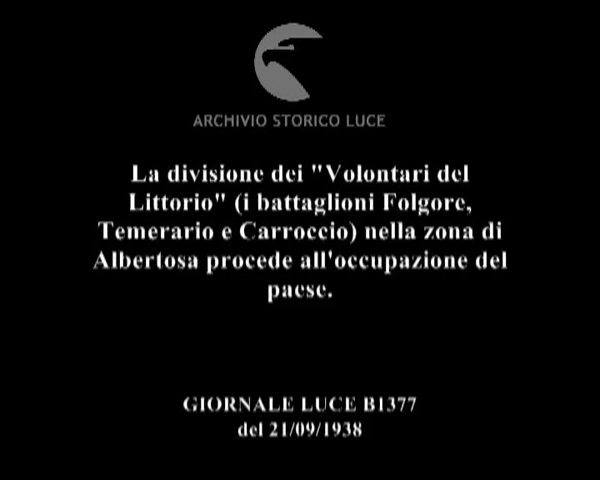 ARCHIVIO STORICO LUCE
La divisione dei "Volontari del
Littorio" (i battaglioni Folgore,
Temerario e Carroccio) nella zona di
Albertosa procede all'occupazione del
paese.
GIORNALE LUCE B1377
del 21/09/1938